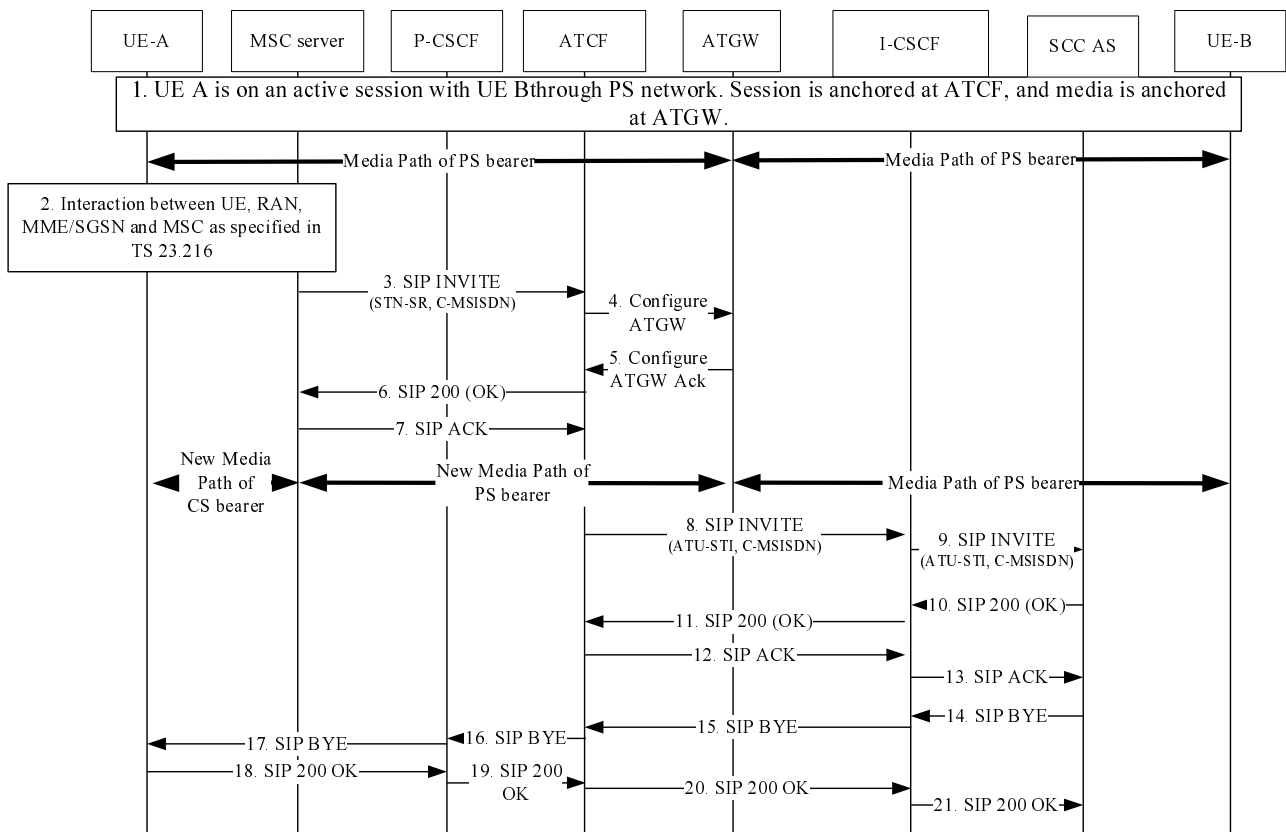 UE-A
MSC server
P-CSCF
ATCF
ATGW
I-CSCF
SCC AS
UE-B
1. UE A is on an active session with UE Bthrough PS network. Session is anchored at ATCF, and media is anchored
at ATGW.
Media Path of PS bearer
Media Path of PS bearer
2. Interaction between UE, RAN,
MME/SGSN and MSC as specified in
TS 23.216
3. SIP INVITE
(STN-SR, C-MSISDN)
4. Configure
ATGW
5. Configure
ATGW Ack
6. SIP 200 (OK)
7. SIP ACK
New Media
Path of
CS bearer
New Media Path of
PS bearer
Media Path of PS bearer
8. SIP INVITE
(ATU-STI, C-MSISDN)
9. SIP INVITE
(ATU-STI, C-MSISDN)
10. SIP 200 (OK)
11. SIP 200 (OK)
12. SIP ACK
13. SIP ACK
14. SIP BYE
15. SIP BYE
16. SIP BYE
17. SIP BYE
18. SIP 200 OK
19. SIP 200
OK
20. SIP 200 OK
21. SIP 200 OK